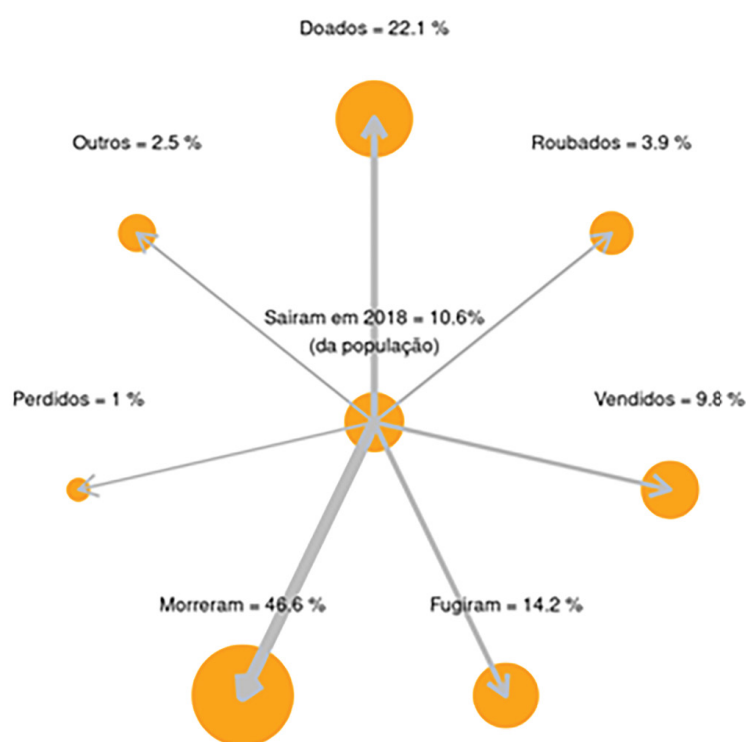 Doados = 22.1 %
Outros = 2.5 %
Roubados = 3.9 %
Sairam em 2018 = 10.6%
(da população)
Perdidos = 1 %
Vendidos = 9.8 %
Morreram = 46.6 %
Fugiram = 14.2 %